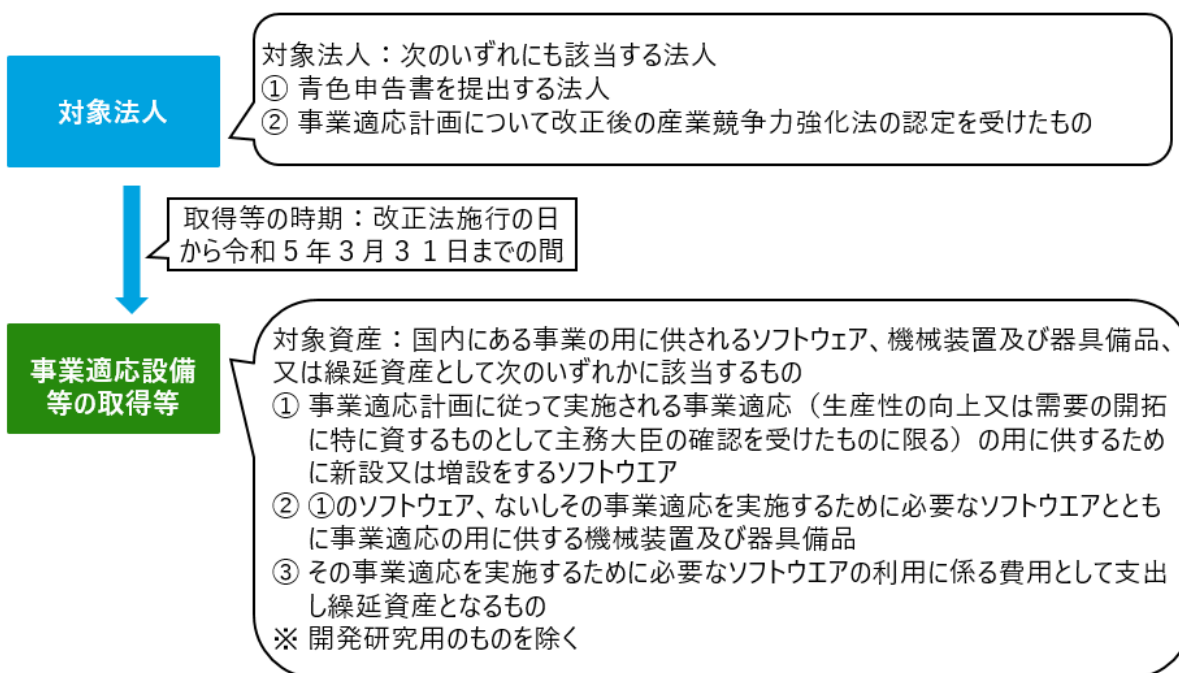 対象法人
対象法人：次のいずれにも該当する法人
① 青色申告書を提出する法人
② 事業適応計画について改正後の産業競争力強化法の認定を受けたもの
取得等の時期：改正法施行の日
から令和５年３月３１日までの間
事業適応設備
等の取得等
対象資産：国内にある事業の用に供されるソフトウェア、機械装置及び器具備品、
又は繰延資産として次のいずれかに該当するもの
① 事業適応計画に従って実施される事業適応（生産性の向上又は需要の開拓
に特に資するものとして主務大臣の確認を受けたものに限る）の用に供するため
に新設又は増設をするソフトウエア
② ①のソフトウェア、ないしその事業適応を実施するために必要なソフトウエアととも
に事業適応の用に供する機械装置及び器具備品
③ その事業適応を実施するために必要なソフトウエアの利用に係る費用として支出
し繰延資産となるもの
※ 開発研究用のものを除く